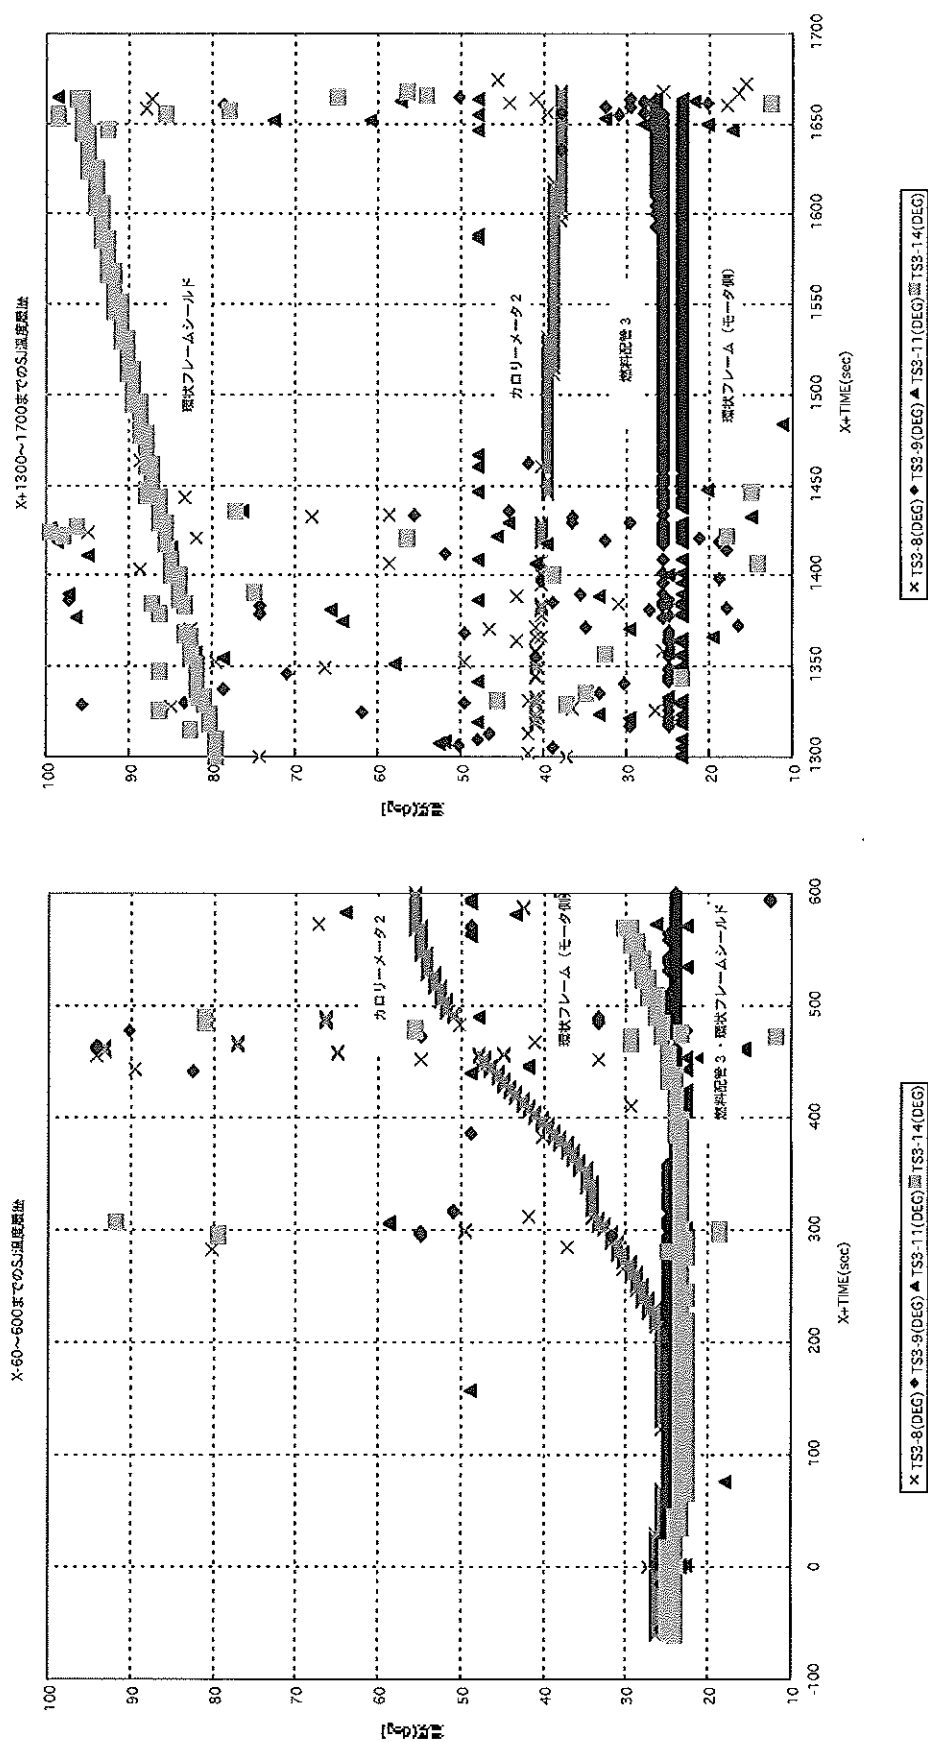 X-60～600までのSJ温度履歴
温度[deg]
100
90
80
70
60
50
40
30
20
10
-100
0
100
200
300
400
500
600
X+TIME(sec)
カロリーメータ2
環状フレーム（モータ側）
燃料配管3・環状フレームシールド
× TS3-8(DEG) ◆ TS3-9(DEG) ▲ TS3-11(DEG) ■ TS3-14(DEG)
X+1300～1700までのSJ温度履歴
温度[deg]
100
90
80
70
60
50
40
30
20
10
1300
1350
1400
1450
1500
1550
1600
1650
1700
X+TIME(sec)
環状フレームシールド
カロリーメータ2
燃料配管3
環状フレーム（モータ側）
× TS3-8(DEG) ◆ TS3-9(DEG) ▲ TS3-11(DEG) ■ TS3-14(DEG)